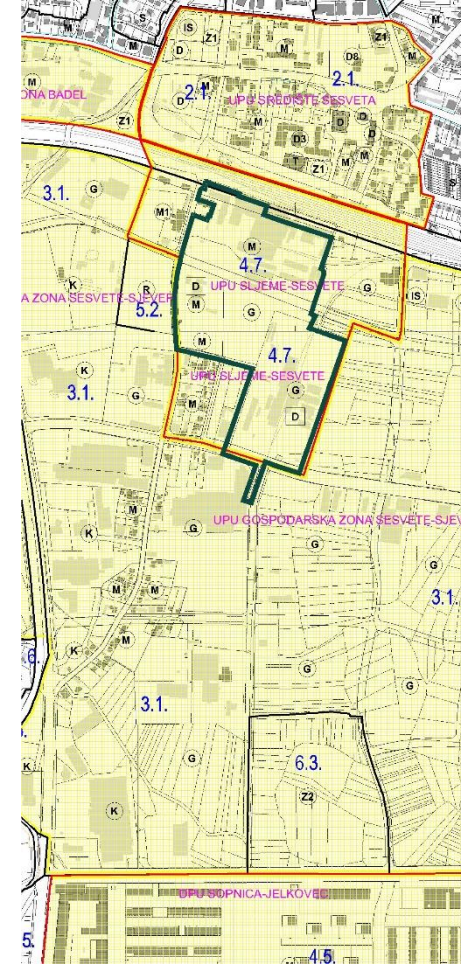 S
M
IS
Z1
D
M
Z1
D8
M
M
2.1.
2.1.
M
D
UPU SREDIŠTE SESVETA
M
ONA BADEL
Z1
D
D
D3
D
M
M
T
Z1
S
3.1.
G
M1
M
4.7.
G
IS
K
R
D
UPU SLJEME-SESVETE
A ZONA SESVETE-SJEVER
5.2.
M
G
M
4.7.
K
UPU SLJEME-SESVETE
3.1.
G
M
G
D
UPU GOSPODARSKA ZONA SESVETE-SJEV
G
K
M
G
G
M
M
3.1.
M
6.
K
G
G
3.1.
K
G
6.3.
Z2
K
DPU SOPNICA-JELKOVEC
5.
4.5.